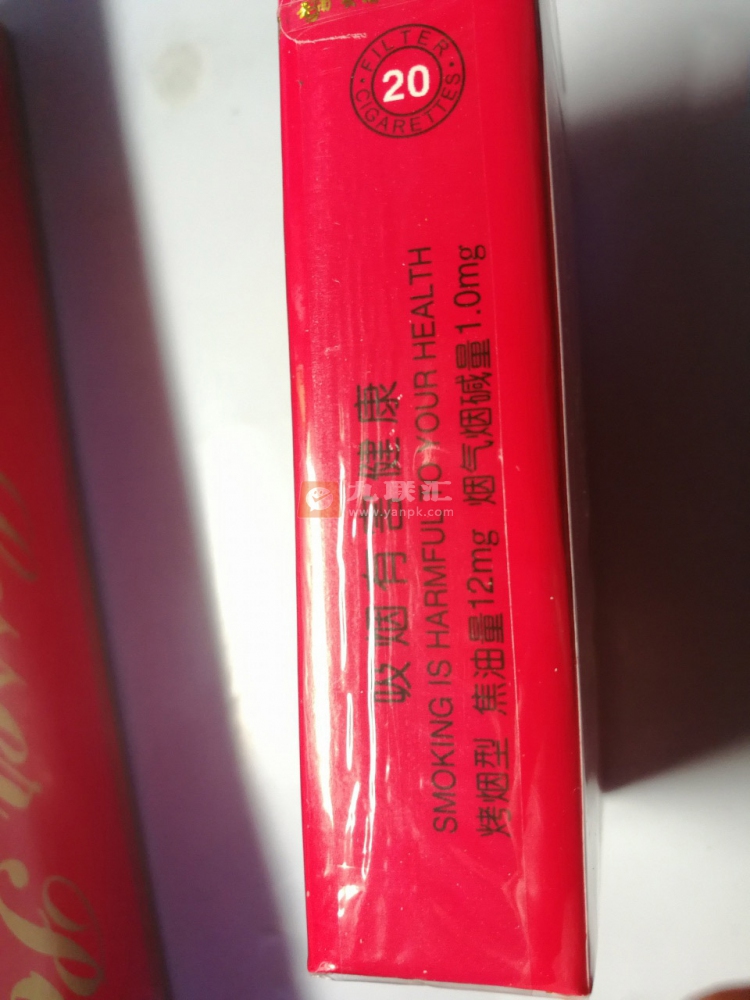 FILTER
20
CIGARETTES
吸烟有害健康
SMOKING IS HARMFUL TO YOUR HEALTH
烤烟型 焦油量12mg 烟气烟碱量1.0mg
九联汇
www.yanpk.com